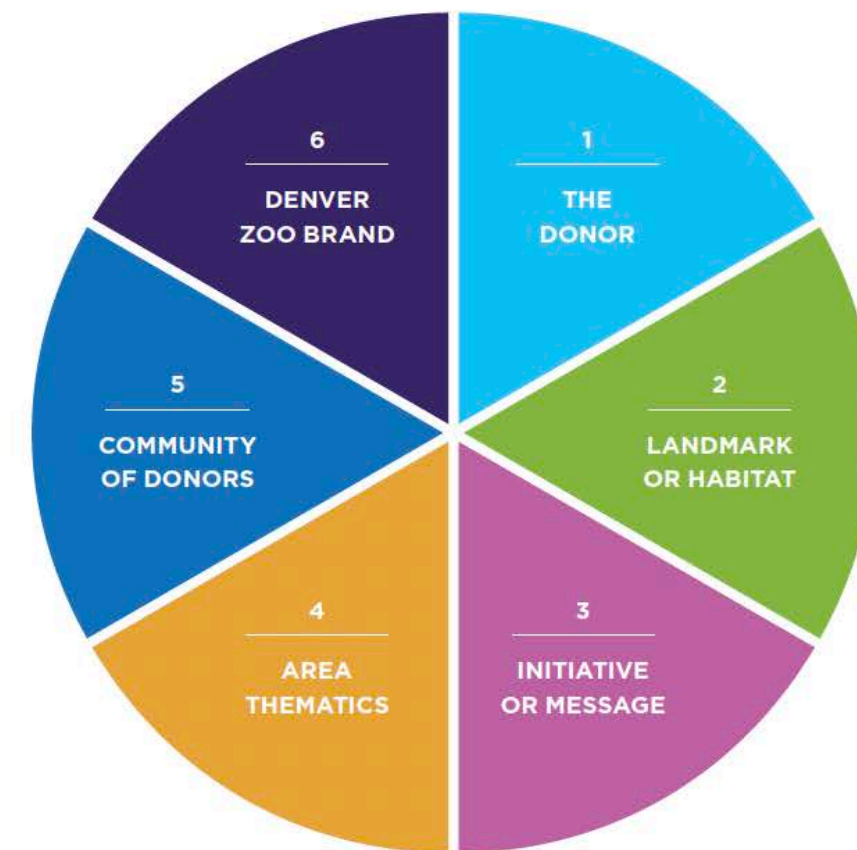 1
THE
DONOR
2
LANDMARK
OR HABITAT
3
INITIATIVE
OR MESSAGE
4
AREA
THEMATICS
5
COMMUNITY
OF DONORS
6
DENVER
ZOO BRAND